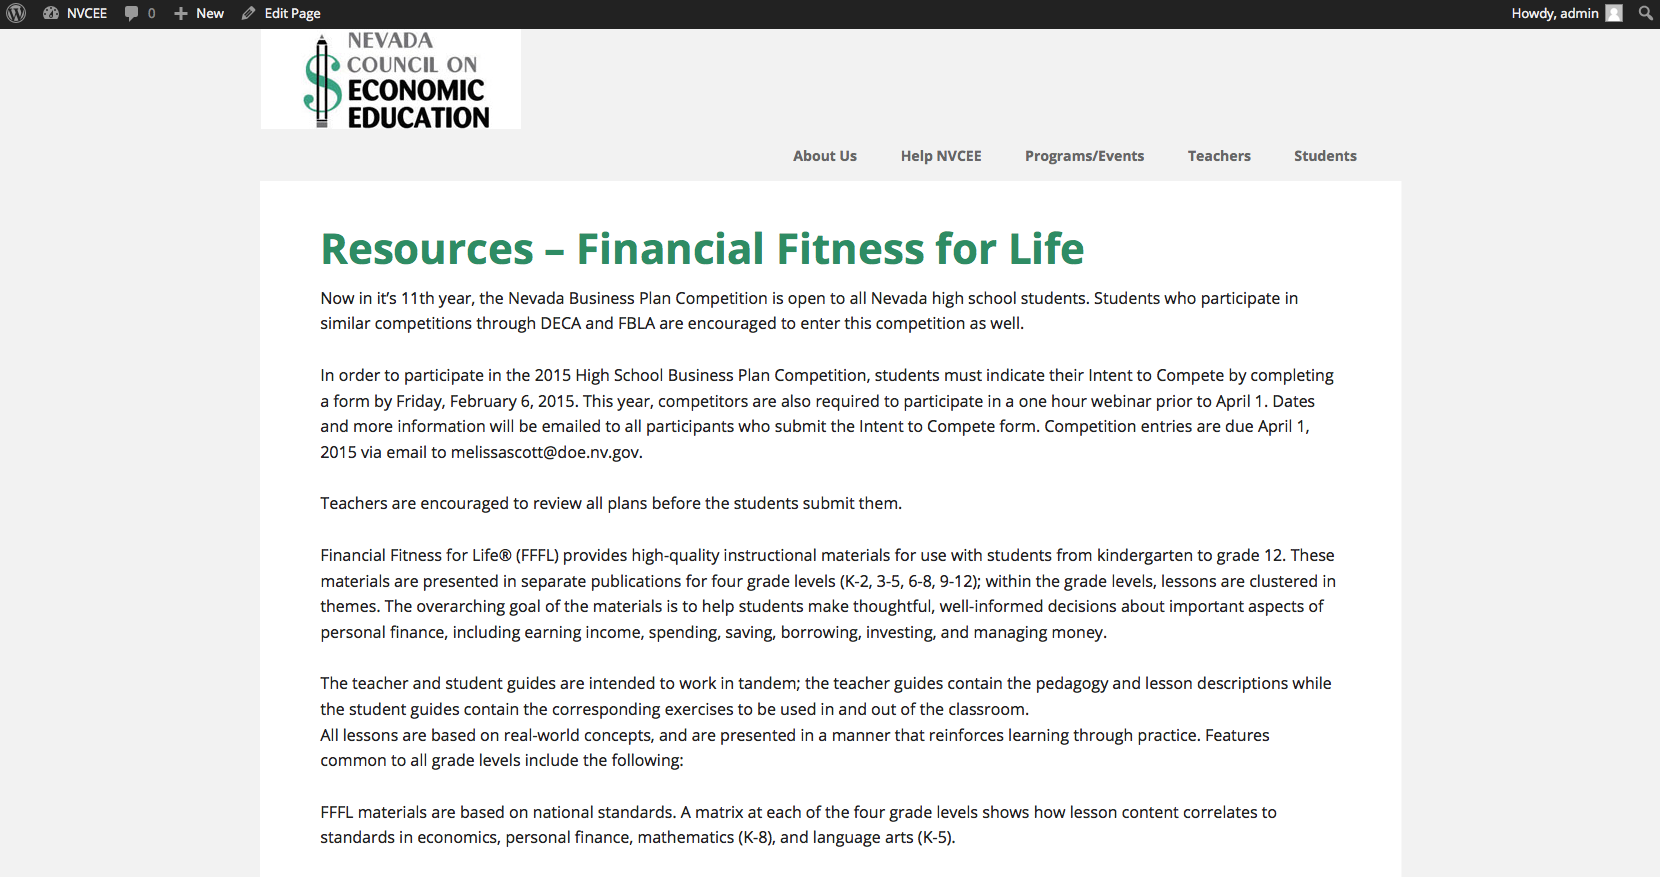 NVCEE 0 New Edit Page Howdy, admin
NEVADA
COUNCIL ON
ECONOMIC
EDUCATION
About Us Help NVCEE Programs/Events Teachers Students
Resources – Financial Fitness for Life
Now in it’s 11th year, the Nevada Business Plan Competition is open to all Nevada high school students. Students who participate in
similar competitions through DECA and FBLA are encouraged to enter this competition as well.
In order to participate in the 2015 High School Business Plan Competition, students must indicate their Intent to Compete by completing
a form by Friday, February 6, 2015. This year, competitors are also required to participate in a one hour webinar prior to April 1. Dates
and more information will be emailed to all participants who submit the Intent to Compete form. Competition entries are due April 1,
2015 via email to melissascott@doe.nv.gov.
Teachers are encouraged to review all plans before the students submit them.
Financial Fitness for Life® (FFFL) provides high-quality instructional materials for use with students from kindergarten to grade 12. These
materials are presented in separate publications for four grade levels (K-2, 3-5, 6-8, 9-12); within the grade levels, lessons are clustered in
themes. The overarching goal of the materials is to help students make thoughtful, well-informed decisions about important aspects of
personal finance, including earning income, spending, saving, borrowing, investing, and managing money.
The teacher and student guides are intended to work in tandem; the teacher guides contain the pedagogy and lesson descriptions while
the student guides contain the corresponding exercises to be used in and out of the classroom.
All lessons are based on real-world concepts, and are presented in a manner that reinforces learning through practice. Features
common to all grade levels include the following:
FFFL materials are based on national standards. A matrix at each of the four grade levels shows how lesson content correlates to
standards in economics, personal finance, mathematics (K-8), and language arts (K-5).